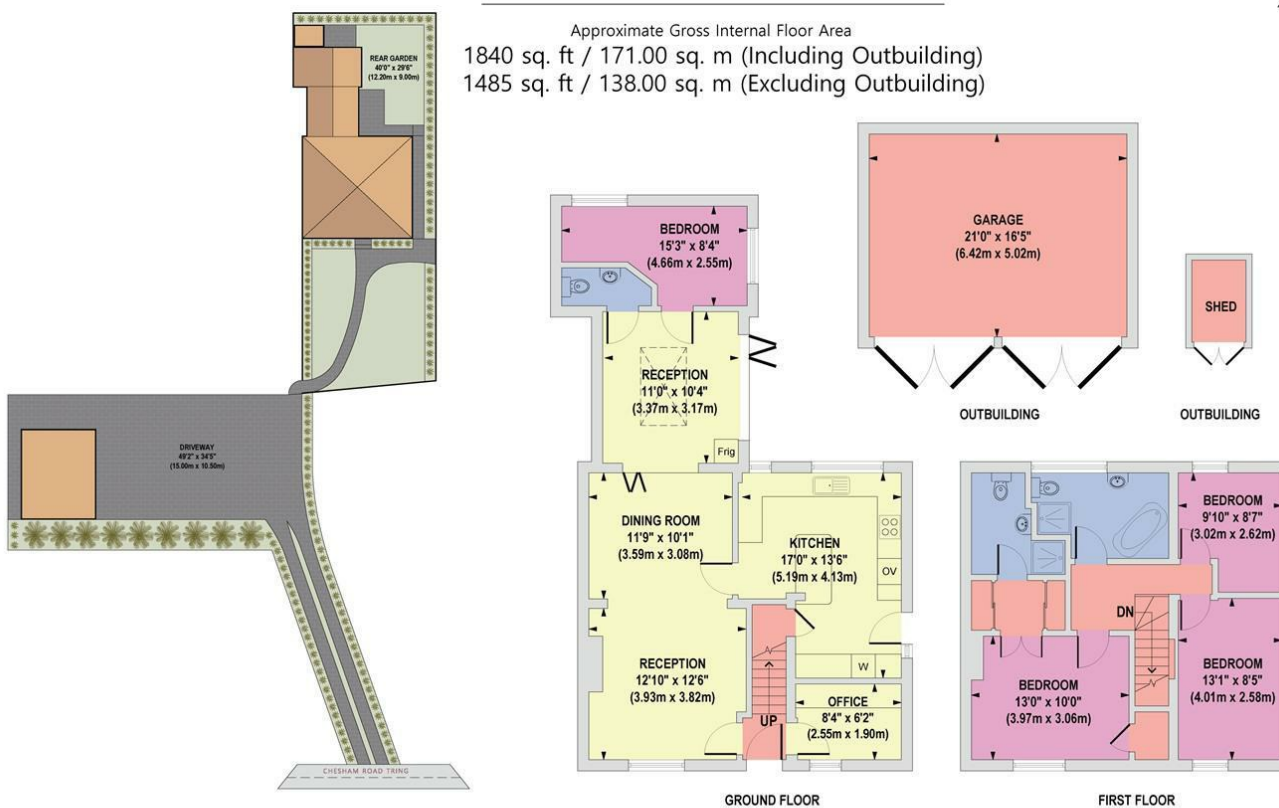 Approximate Gross Internal Floor Area
1840 sq. ft / 171.00 sq. m (Including Outbuilding)
1485 sq. ft / 138.00 sq. m (Excluding Outbuilding)
REAR GARDEN
40'0" x 29'6"
(12.20m x 9.00m)
DRIVEWAY
49'2" x 34'5"
(15.00m x 10.50m)
CHESHAM ROAD TRING
BEDROOM
15'3" x 8'4"
(4.66m x 2.55m)
RECEPTION
11'0" x 10'4"
(3.37m x 3.17m)
Frig
DINING ROOM
11'9" x 10'1"
(3.59m x 3.08m)
KITCHEN
17'0" x 13'6"
(5.19m x 4.13m)
OV
RECEPTION
12'10" x 12'6"
(3.93m x 3.82m)
W
OFFICE
8'4" x 6'2"
(2.55m x 1.90m)
UP
GROUND FLOOR
GARAGE
21'0" x 16'5"
(6.42m x 5.02m)
OUTBUILDING
SHED
OUTBUILDING
BEDROOM
9'10" x 8'7"
(3.02m x 2.62m)
DN
BEDROOM
13'0" x 10'0"
(3.97m x 3.06m)
BEDROOM
13'1" x 8'5"
(4.01m x 2.58m)
FIRST FLOOR